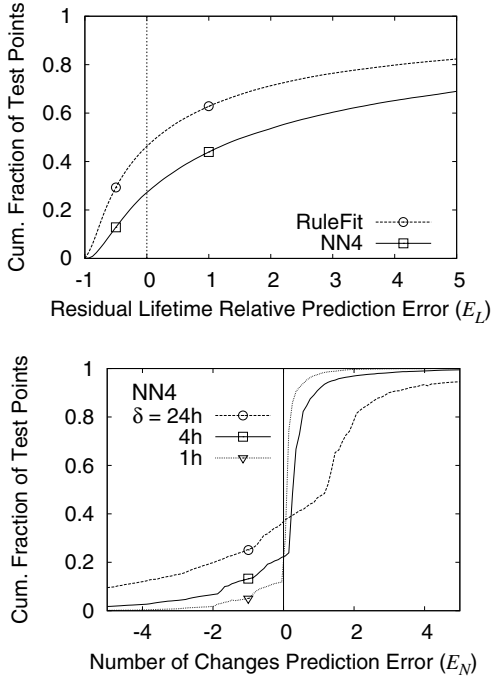 Cum. Fraction of Test Points
1
0.8
0.6
0.4
0.2
0
RuleFit
NN4
-1 0 1 2 3 4 5
Residual Lifetime Relative Prediction Error (E_L)
Cum. Fraction of Test Points
1
0.8
0.6
0.4
0.2
0
NN4
δ = 24h
4h
1h
-4 -2 0 2 4
Number of Changes Prediction Error (E_N)